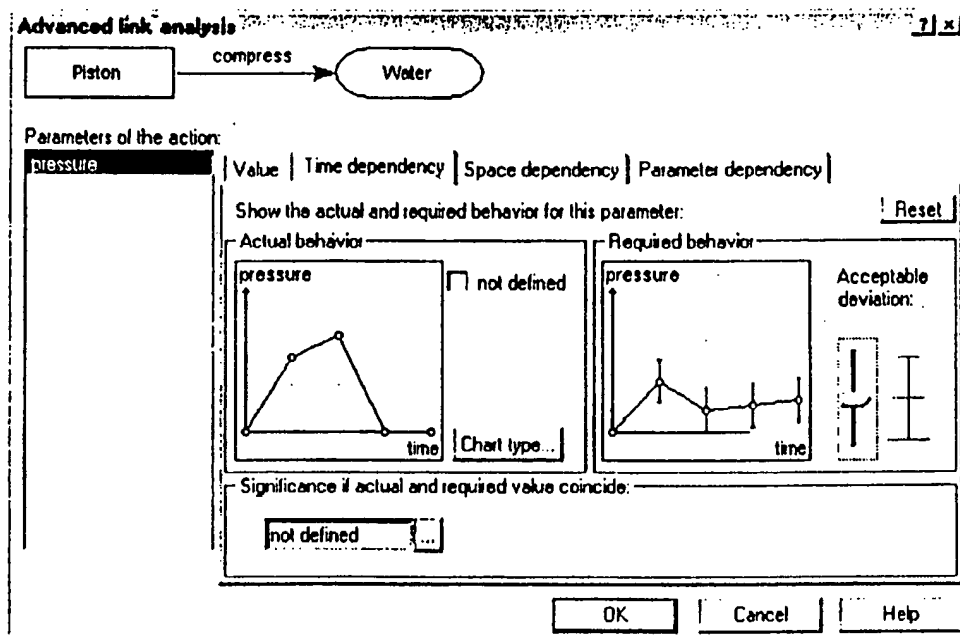 Advanced link analysis ? ×
compress
Piston
Water
Parameters of the action:
pressure
Value
Time dependency
Space dependency
Parameter dependency
Show the actual and required behavior for this parameter:
Reset
Actual behavior
pressure
time
not defined
Chart type...
Required behavior
pressure
time
Acceptable
deviation:
Significance if actual and required value coincide:
not defined
...
OK
Cancel
Help